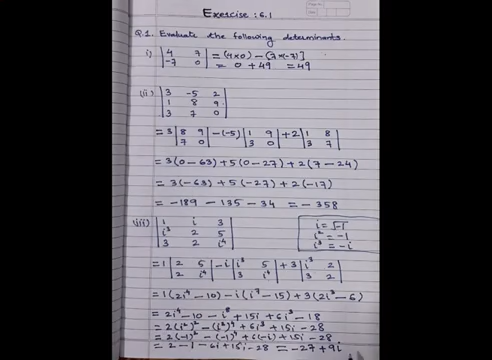 Exercise : 6.1
Q.1. Evaluate the following determinants.
i) | 4 7 | = (4×0) - [7×(-7)]
| -7 0 | = 0 + 49 = 49
(ii) | 3 -5 2 |
| 1 8 9 |
| 3 7 0 |
= 3 | 8 9 | -(-5) | 1 9 | + 2 | 1 8 |
| 7 0 | | 3 0 | | 3 7 |
= 3(0 - 63) + 5(0 - 27) + 2(7 - 24)
= 3(-63) + 5(-27) + 2(-17)
= -189 - 135 - 34 = -358
(iii) | 1 i 3 |
| i³ 2 5 |
| 3 2 i⁴ |
i = √-1
i² = -1
i³ = -i
= 1 | 2 5 | - i | i³ 5 | + 3 | i³ 2 |
| 2 i⁴ | | 3 i⁴ | | 3 2 |
= 1(2i⁴ - 10) - i(i⁷ - 15) + 3(2i³ - 6)
= 2i⁴ - 10 - i⁸ + 15i + 6i³ - 18
= 2(i²)² - (i²)⁴ + 6i³ + 15i - 28
= 2(-1)² - (-1)⁴ + 6(-i) + 15i - 28
= 2 - 1 - 6i + 15i - 28 = -27 + 9i